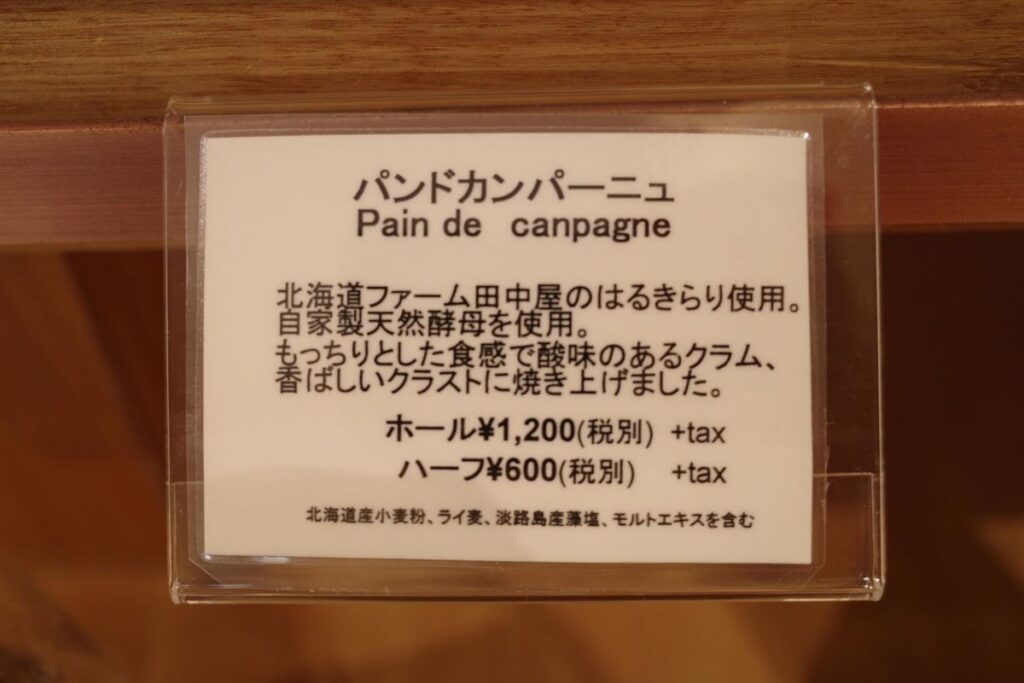 パンドカンパーニュ
Pain de canpagne
北海道ファーム田中屋のはるきらり使用。
自家製天然酵母を使用。
もっちりとした食感で酸味のあるクラム、
香ばしいクラストに焼き上げました。
ホール¥1,200(税別) +tax
ハーフ¥600(税別) +tax
北海道産小麦粉、ライ麦、淡路島産藻塩、モルトエキスを含む